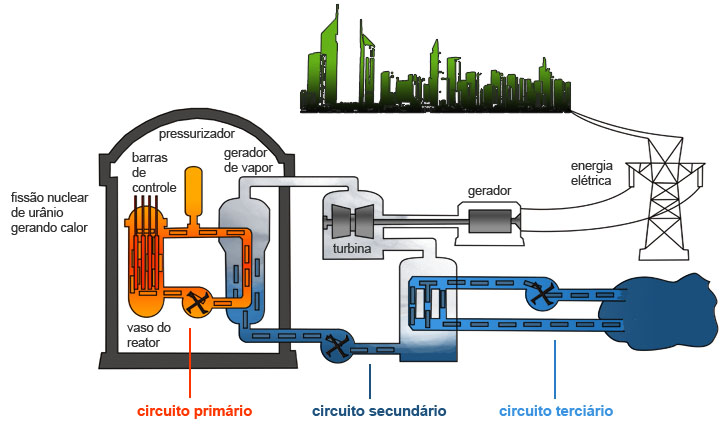 pressurizador
barras
de
controle
gerador
de vapor
fissão nuclear
de urânio
gerando calor
vaso do
reator
turbina
gerador
energia
elétrica
circuito primário
circuito secundário
circuito terciário